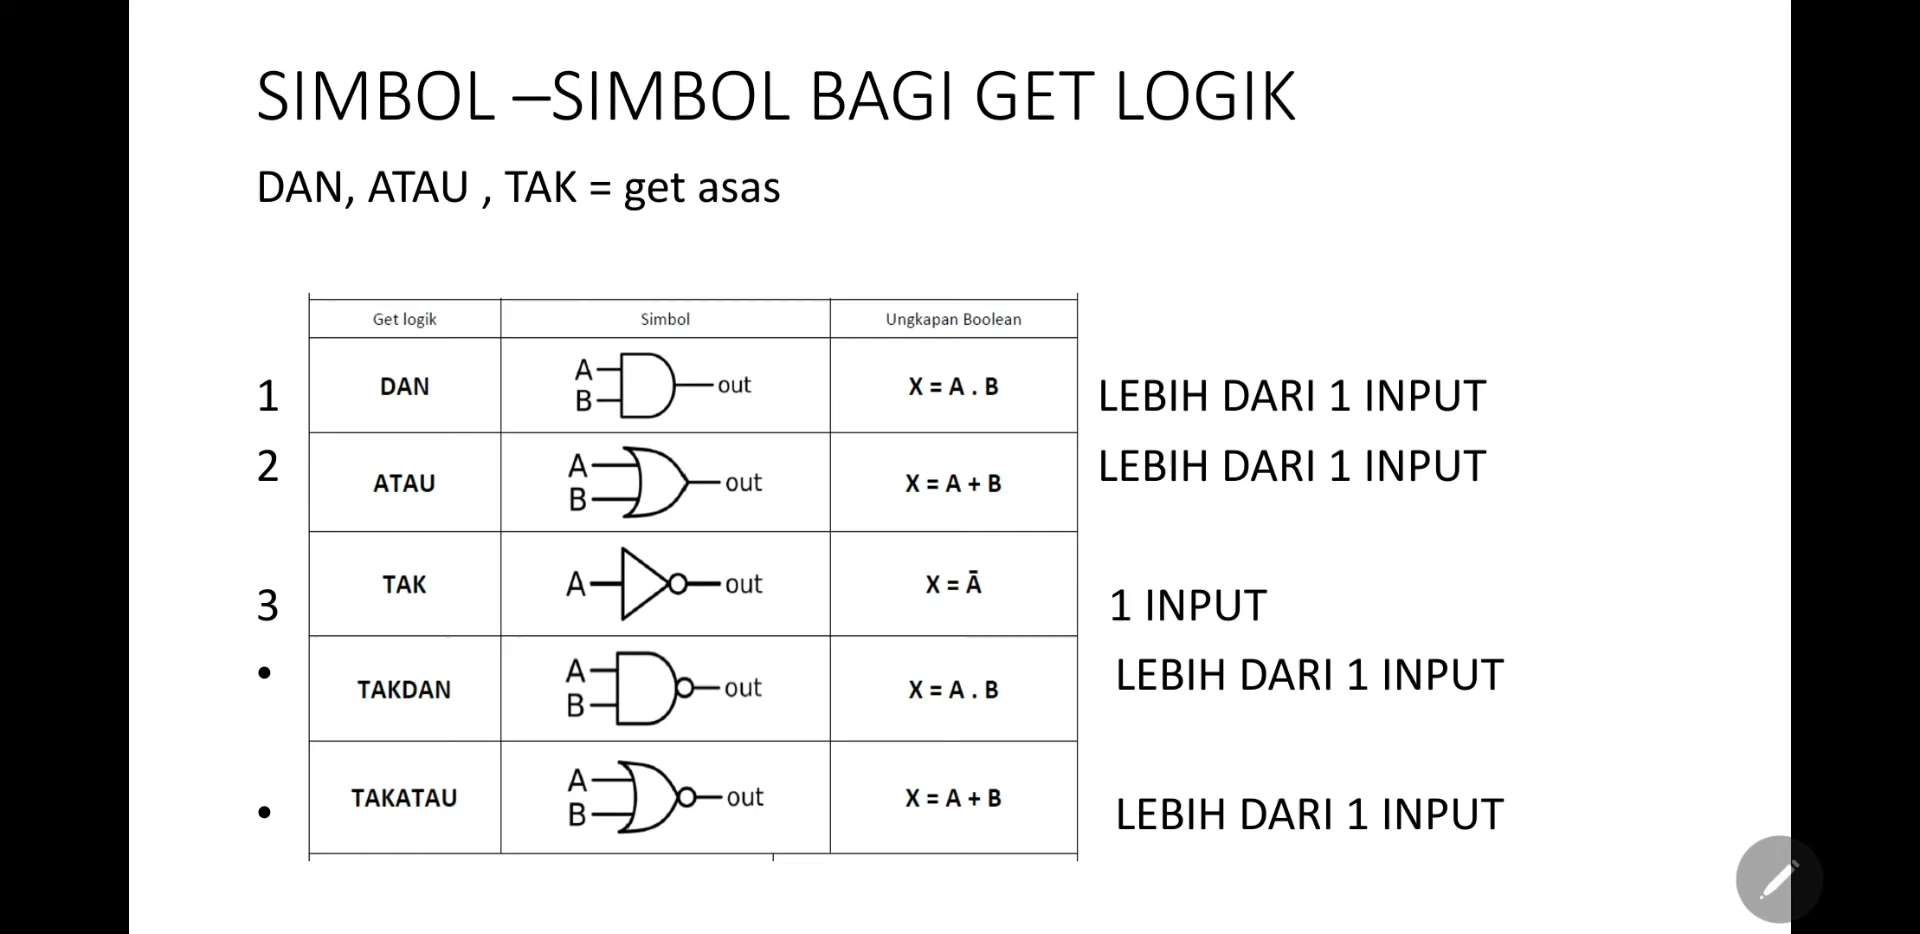 SIMBOL –SIMBOL BAGI GET LOGIK
DAN, ATAU , TAK = get asas
Get logik Simbol Ungkapan Boolean
1 DAN A B out X = A . B LEBIH DARI 1 INPUT
2 ATAU A B out X = A + B LEBIH DARI 1 INPUT
3 TAK A out X = Ā 1 INPUT
• TAKDAN A B out X = A . B LEBIH DARI 1 INPUT
• TAKATAU A B out X = A + B LEBIH DARI 1 INPUT